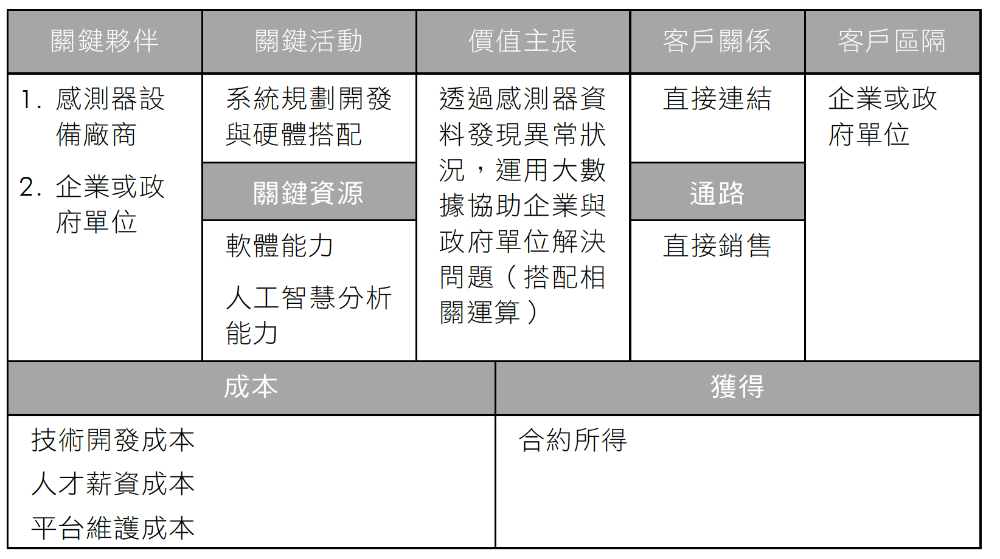 關鍵夥伴
關鍵活動
價值主張
客戶關係
客戶區隔
1. 感測器設
備廠商
2. 企業或政
府單位
系統規劃開發
與硬體搭配
關鍵資源
軟體能力
人工智慧分析
能力
透過感測器資
料發現異常狀
況，運用大數
據協助企業與
政府單位解決
問題（搭配相
關運算）
直接連結
通路
直接銷售
企業或政
府單位
成本
獲得
技術開發成本
人才薪資成本
平台維護成本
合約所得